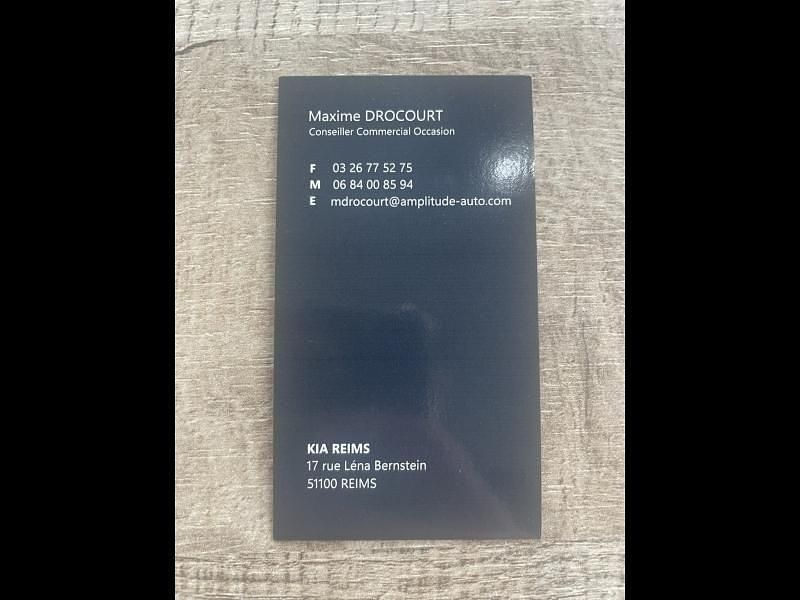 Maxime DROCOURT
Conseiller Commercial Occasion
F 03 26 77 52 75
M 06 84 00 85 94
E mdrocourt@amplitude-auto.com
KIA REIMS
17 rue Léna Bernstein
51100 REIMS